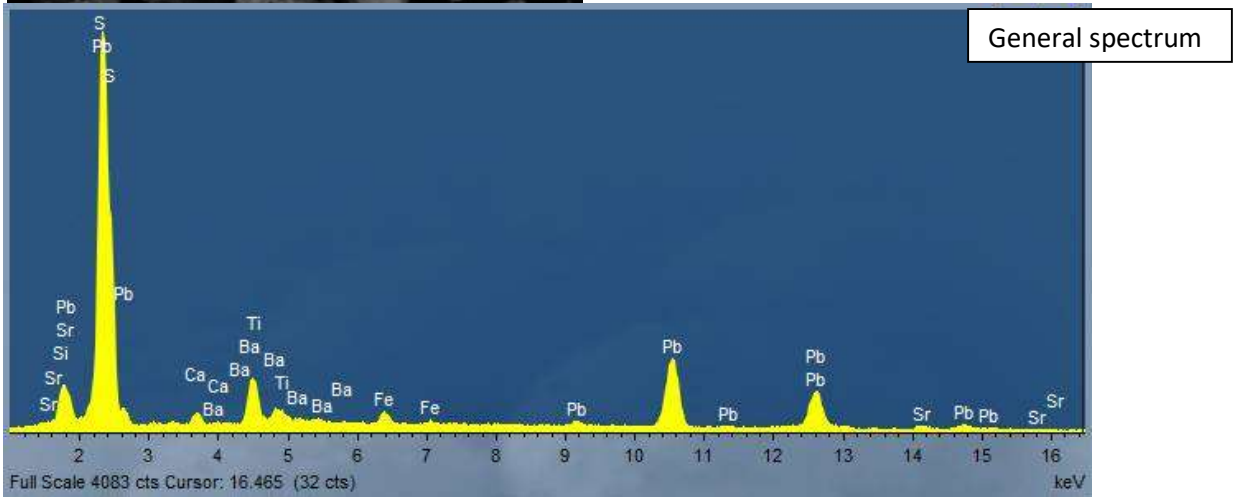 General spectrum
S
Pb
S
Pb
Pb
Sr
Si
Sr
Sr
Ca
Ca
Ba
Ti
Ba
Ba
Ba
Ti
Ba
Ba
Ba
Fe
Fe
Pb
Pb
Pb
Pb
Pb
Sr
Pb
Pb
Sr
Sr
2 3 4 5 6 7 8 9 10 11 12 13 14 15 16
Full Scale 4083 cts Cursor: 16.465 (32 cts) keV